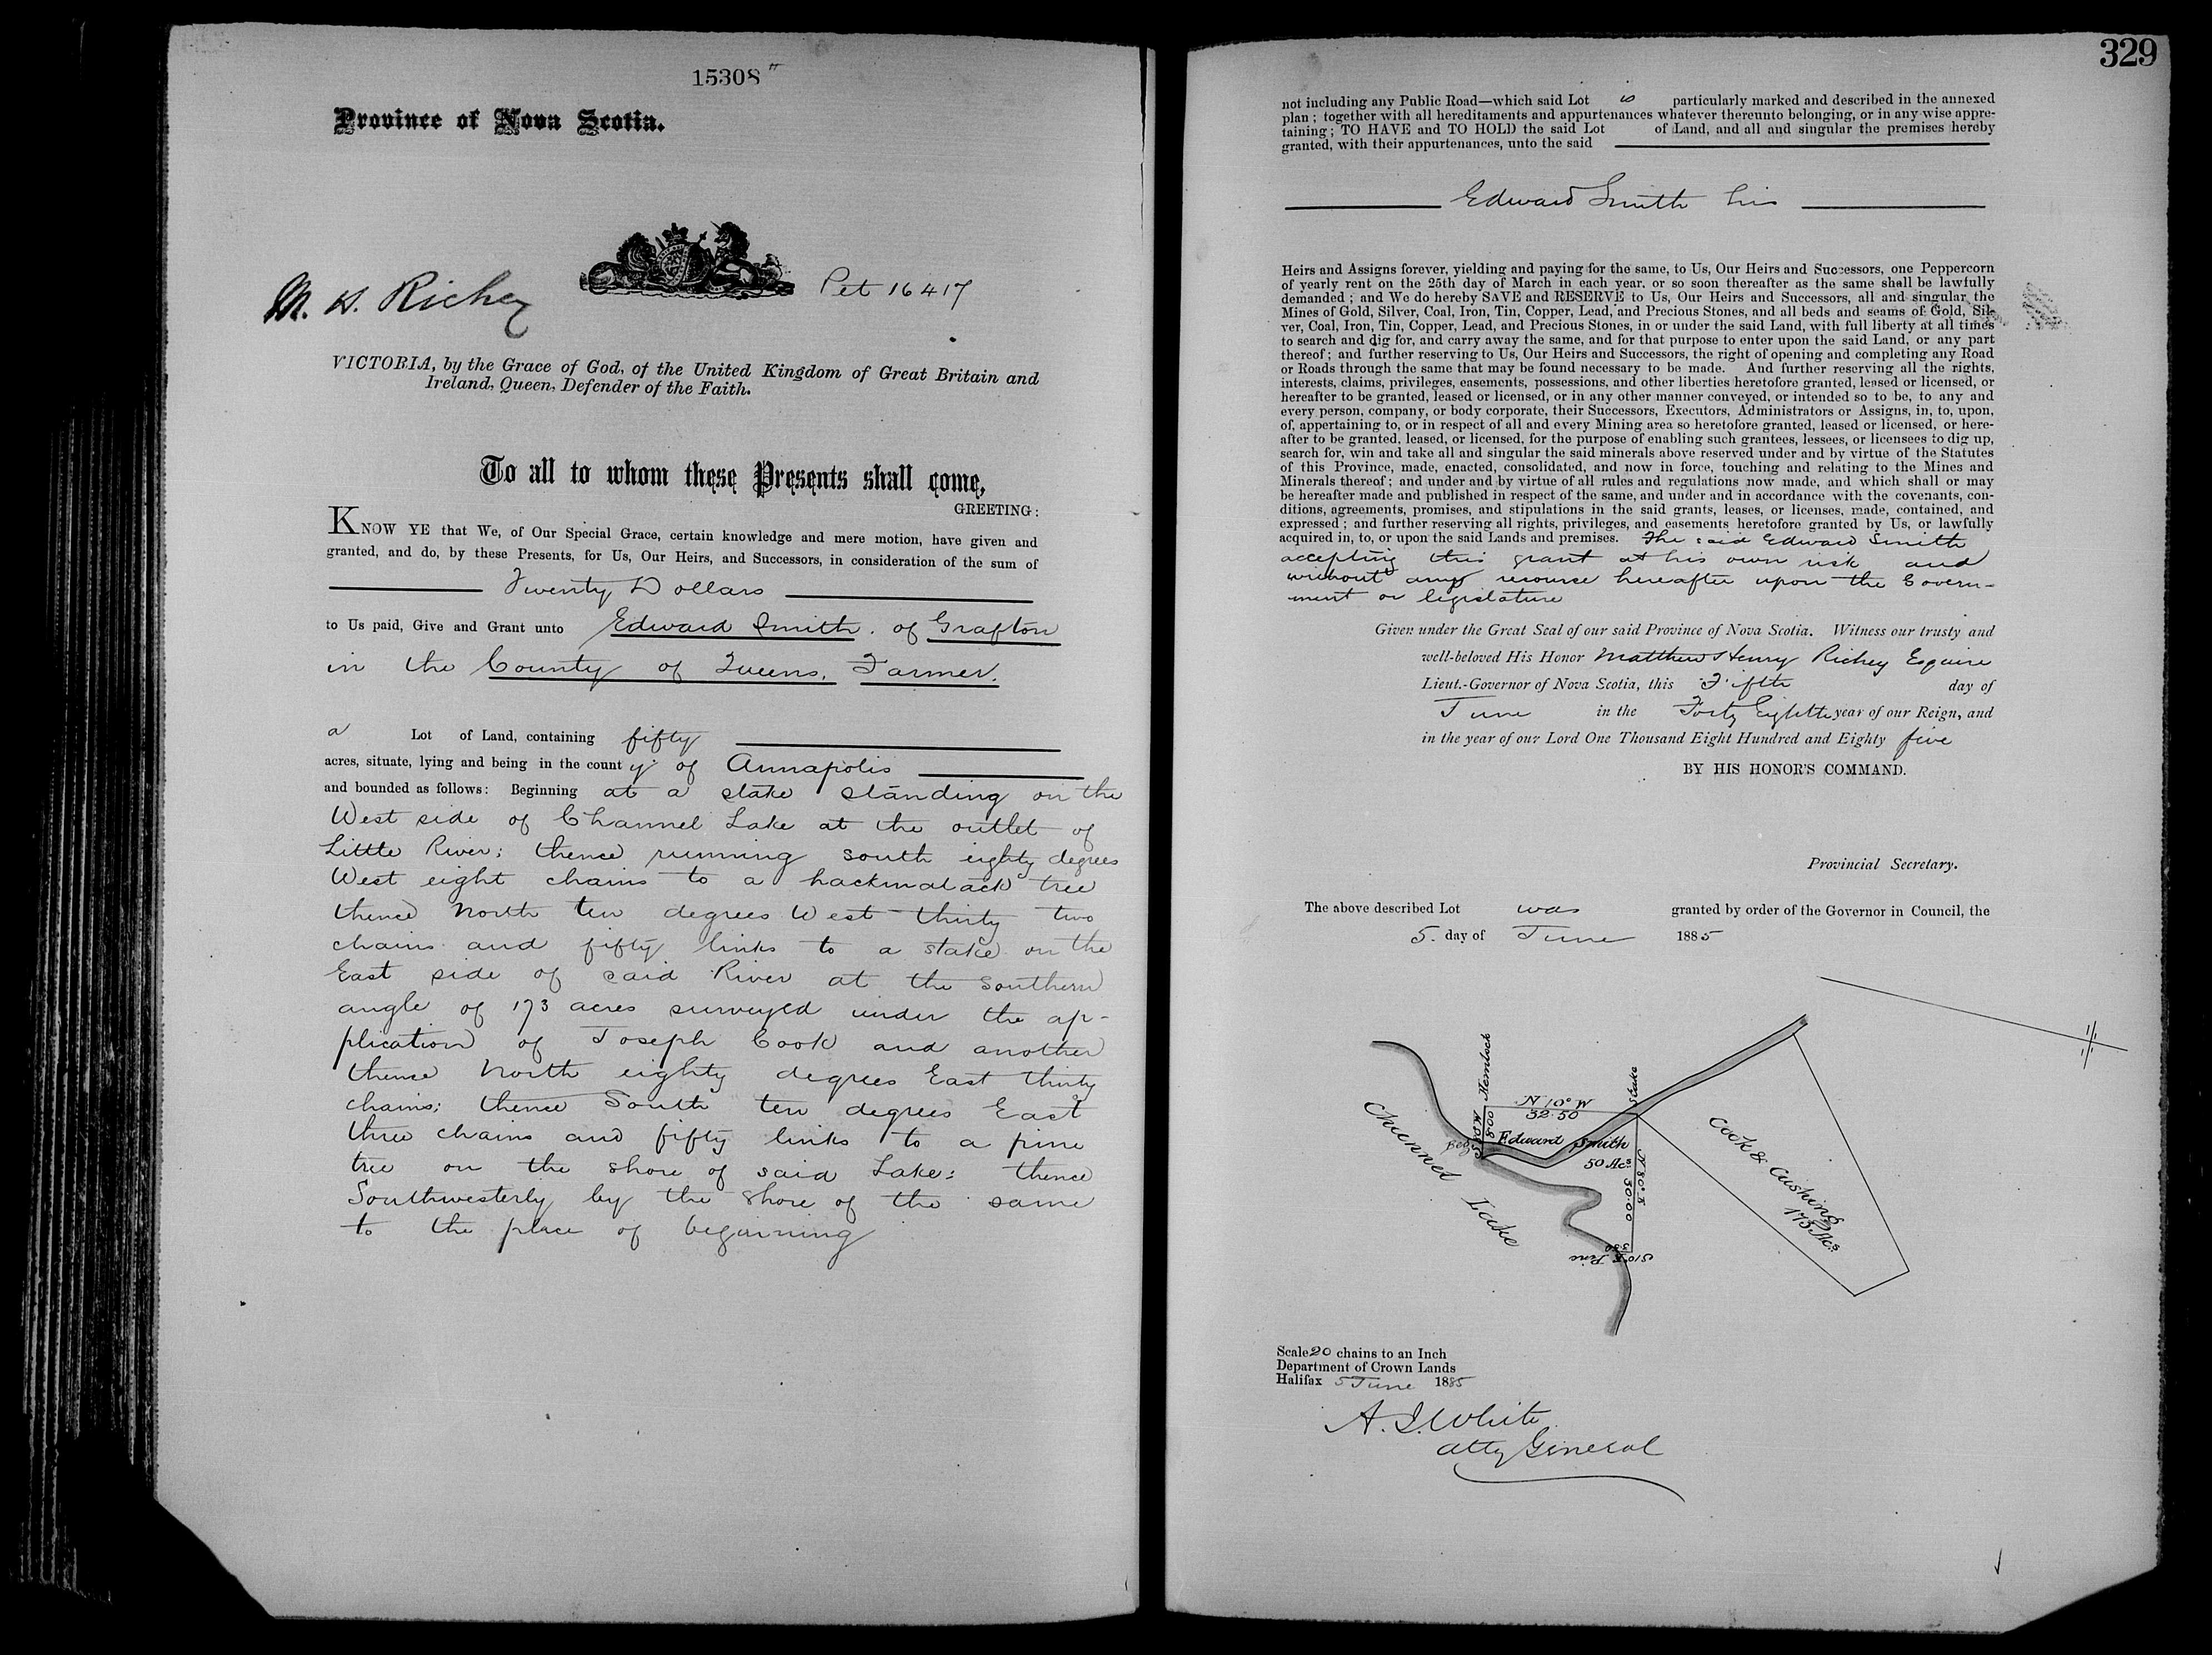 15308
Province of Nova Scotia.
M. H. Richey
Pet 16417
VICTORIA, by the Grace of God, of the United Kingdom of Great Britain and
Ireland, Queen, Defender of the Faith.
To all to whom these Presents shall come,
GREETING:
KNOW YE that We, of Our Special Grace, certain knowledge and mere motion, have given and
granted, and do, by these Presents, for Us, Our Heirs, and Successors, in consideration of the sum of
Twenty Dollars
to Us paid, Give and Grant unto Edward Smith. of Grafton
in the County of Queens, Farmer.
a Lot of Land, containing fifty
acres, situate, lying and being in the county of Annapolis
and bounded as follows: Beginning at a stake standing on the
West side of Channel Lake at the outlet of
Little River; thence running south eighty degrees
West eight chains to a hackmatack tree
thence North ten degrees West thirty two
chains and fifty links to a stake on the
East side of said River at the Southern
angle of 173 acres surveyed under the ap-
plication of Joseph Cook and another
thence North eighty degrees East thirty
chains; thence South ten degrees East
three chains and fifty links to a pine
tree on the shore of said Lake; thence
Southwesterly by the shore of the same
to the place of beginning
329
not including any Public Road—which said Lot is particularly marked and described in the annexed
plan; together with all hereditaments and appurtenances whatever thereunto belonging, or in any wise appre-
taining; TO HAVE and TO HOLD the said Lot of Land, and all and singular the premises hereby
granted, with their appurtenances, unto the said
Edward Smith his
Heirs and Assigns forever, yielding and paying for the same, to Us, Our Heirs and Successors, one Peppercorn
of yearly rent on the 25th day of March in each year. or so soon thereafter as the same shall be lawfully
demanded; and We do hereby SAVE and RESERVE to Us, Our Heirs and Successors, all and singular the
Mines of Gold, Silver, Coal, Iron, Tin, Copper, Lead, and Precious Stones, and all beds and seams of Gold, Sil-
ver, Coal, Iron, Tin, Copper, Lead, and Precious Stones, in or under the said Land, with full liberty at all times
to search and dig for, and carry away the same, and for that purpose to enter upon the said Land, or any part
thereof; and further reserving to Us, Our Heirs and Successors, the right of opening and completing any Road
or Roads through the same that may be found necessary to be made. And further reserving all the rights,
interests, claims, privileges, easements, possessions, and other liberties heretofore granted, leased or licensed, or
hereafter to be granted, leased or licensed, or in any other manner conveyed, or intended so to be, to any and
every person, company, or body corporate, their Successors, Executors, Administrators or Assigns, in, to, upon,
of, appertaining to, or in respect of all and every Mining area so heretofore granted, leased or licensed, or here-
after to be granted, leased, or licensed, for the purpose of enabling such grantees, lessees, or licensees to dig up,
search for, win and take all and singular the said minerals above reserved under and by virtue of the Statutes
of this Province, made, enacted, consolidated, and now in force, touching and relating to the Mines and
Minerals thereof; and under and by virtue of all rules and regulations now made, and which shall or may
be hereafter made and published in respect of the same, and under and in accordance with the covenants, con-
ditions, agreements, promises, and stipulations in the said grants, leases, or licenses, made, contained, and
expressed; and further reserving all rights, privileges, and easements heretofore granted by Us, or lawfully
acquired in, to, or upon the said Lands and premises. The said Edward Smith
accepting this grant at his own risk and
without any recourse hereafter upon the Govern-
ment or legislature
Given under the Great Seal of our said Province of Nova Scotia. Witness our trusty and
well-beloved His Honor Matthew Henry Richey Esquire
Lieut.-Governor of Nova Scotia, this Fifth day of
June in the Forty Eighth year of our Reign, and
in the year of our Lord One Thousand Eight Hundred and Eighty five
BY HIS HONOR'S COMMAND.
Provincial Secretary.
The above described Lot was granted by order of the Governor in Council, the
5. day of June 1885
Hemlock
Stake
N 10° W
32.50
S 80 W
8 00
Beg
Edward Smith
50 Acs
N 80° E
30.00
S 10° E
3.50
Pine
Channel Lake
Cook & Cushing
173 Acs
Scale 20 chains to an Inch
Department of Crown Lands
Halifax 5 June 1885
A. J. White
Atty General